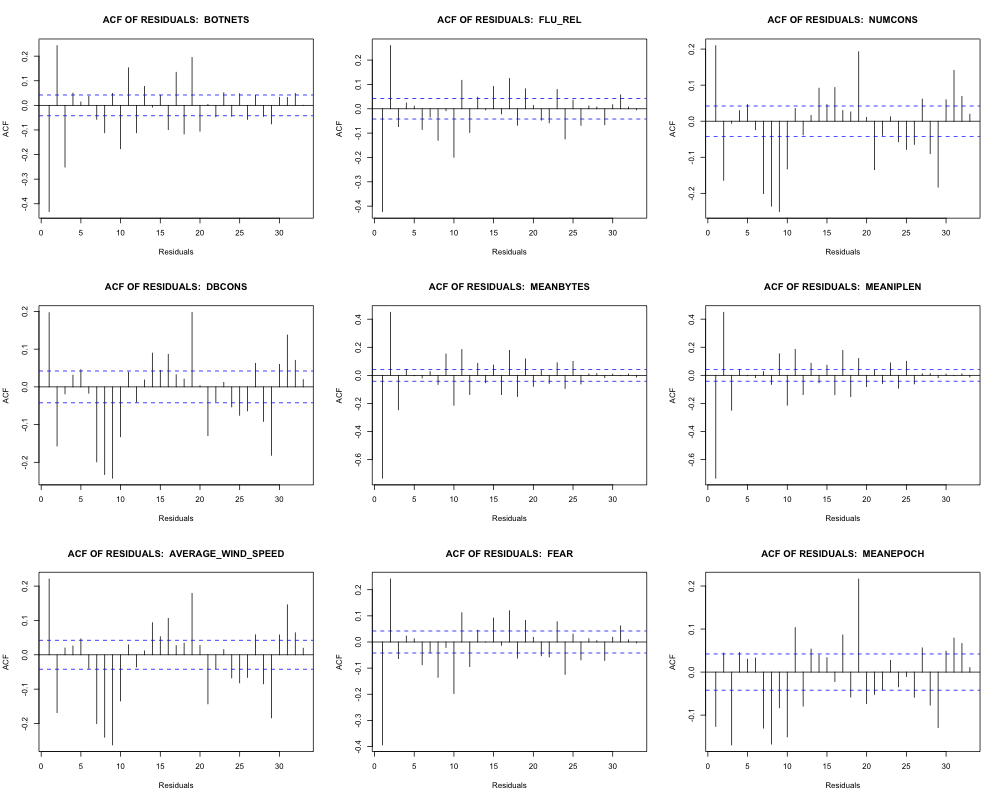 ACF OF RESIDUALS:  BOTNETS
ACF
0.2
0.1
0.0
-0.1
-0.2
-0.3
-0.4
0 5 10 15 20 25 30
Residuals
ACF OF RESIDUALS:  FLU_REL
ACF
0.2
0.1
0.0
-0.1
-0.2
-0.3
-0.4
0 5 10 15 20 25 30
Residuals
ACF OF RESIDUALS:  NUMCONS
ACF
0.2
0.1
0.0
-0.1
-0.2
0 5 10 15 20 25 30
Residuals
ACF OF RESIDUALS:  DBCONS
ACF
0.2
0.1
0.0
-0.1
-0.2
0 5 10 15 20 25 30
Residuals
ACF OF RESIDUALS:  MEANBYTES
ACF
0.4
0.2
0.0
-0.2
-0.4
-0.6
0 5 10 15 20 25 30
Residuals
ACF OF RESIDUALS:  MEANIPLEN
ACF
0.4
0.2
0.0
-0.2
-0.4
-0.6
0 5 10 15 20 25 30
Residuals
ACF OF RESIDUALS:  AVERAGE_WIND_SPEED
ACF
0.2
0.1
0.0
-0.1
-0.2
0 5 10 15 20 25 30
Residuals
ACF OF RESIDUALS:  FEAR
ACF
0.2
0.1
0.0
-0.1
-0.2
-0.3
-0.4
0 5 10 15 20 25 30
Residuals
ACF OF RESIDUALS:  MEANEPOCH
ACF
0.2
0.1
0.0
-0.1
0 5 10 15 20 25 30
Residuals